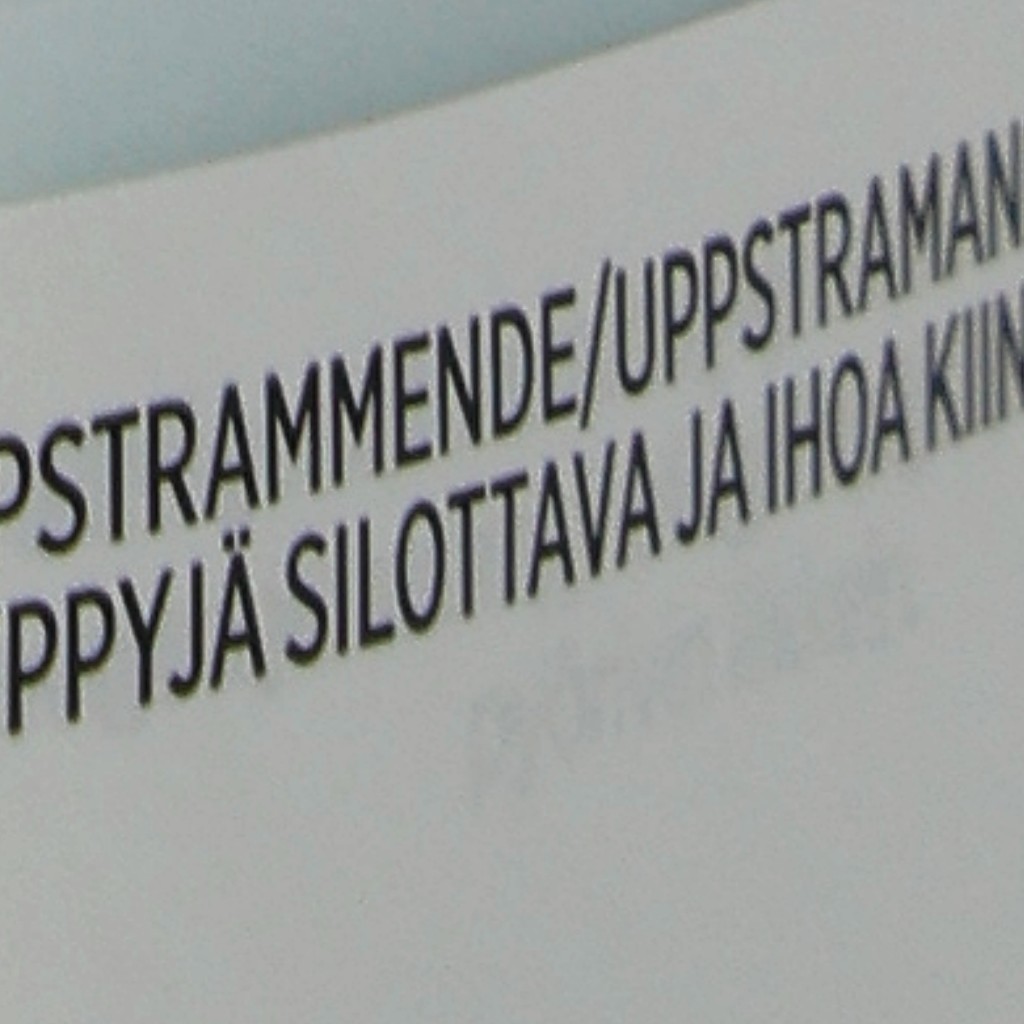 PSTRAMMENDE/UPPSTRAMAN
PPYJÄ SILOTTAVA JA IHOA KIIN